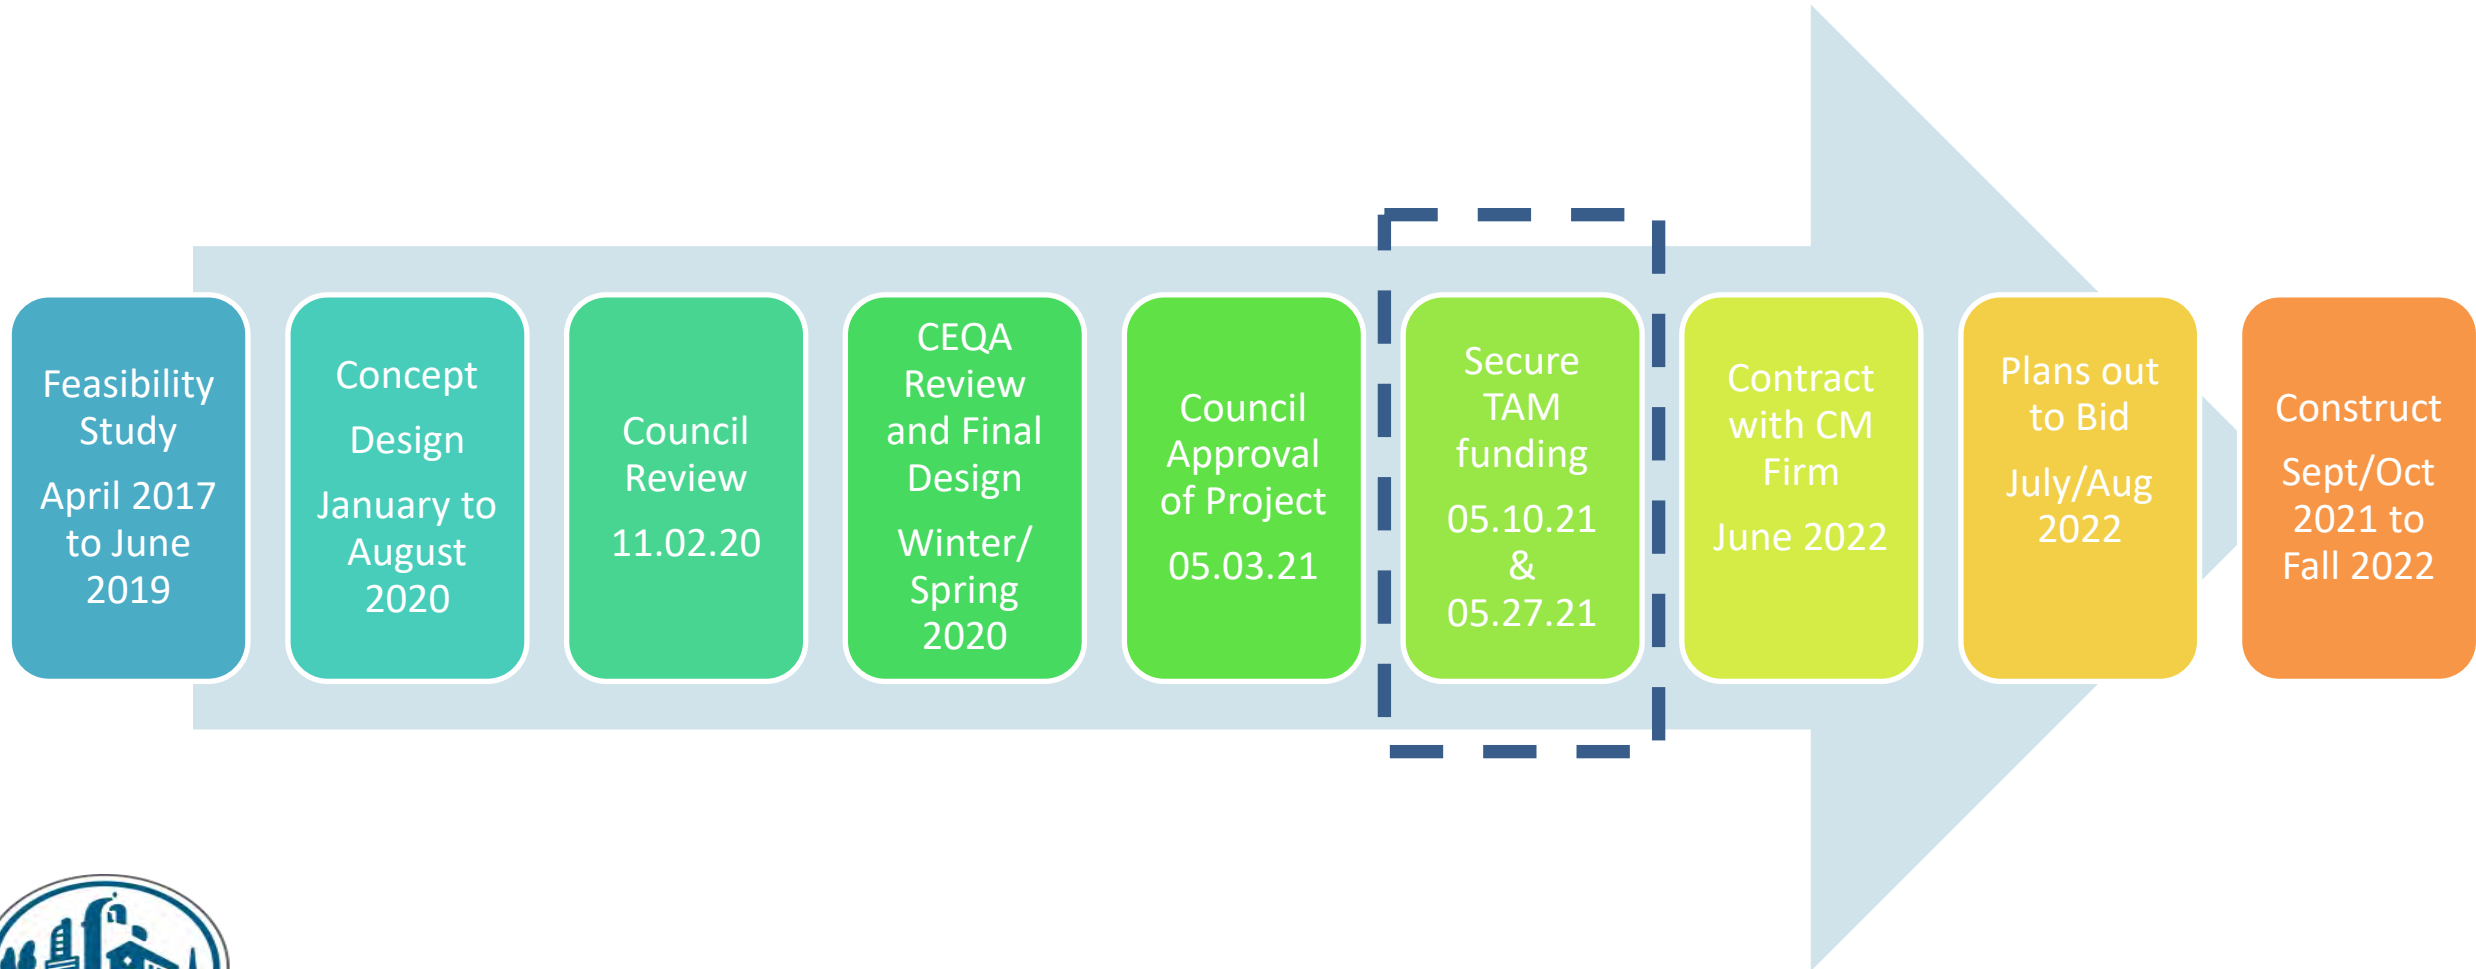 Feasibility
Study
April 2017
to June
2019
Concept
Design
January to
August
2020
Council
Review
11.02.20
CEQA
Review
and Final
Design
Winter/
Spring
2020
Council
Approval
of Project
05.03.21
Secure
TAM
funding
05.10.21
&
05.27.21
Contract
with CM
Firm
June 2022
Plans out
to Bid
July/Aug
2022
Construct
Sept/Oct
2021 to
Fall 2022